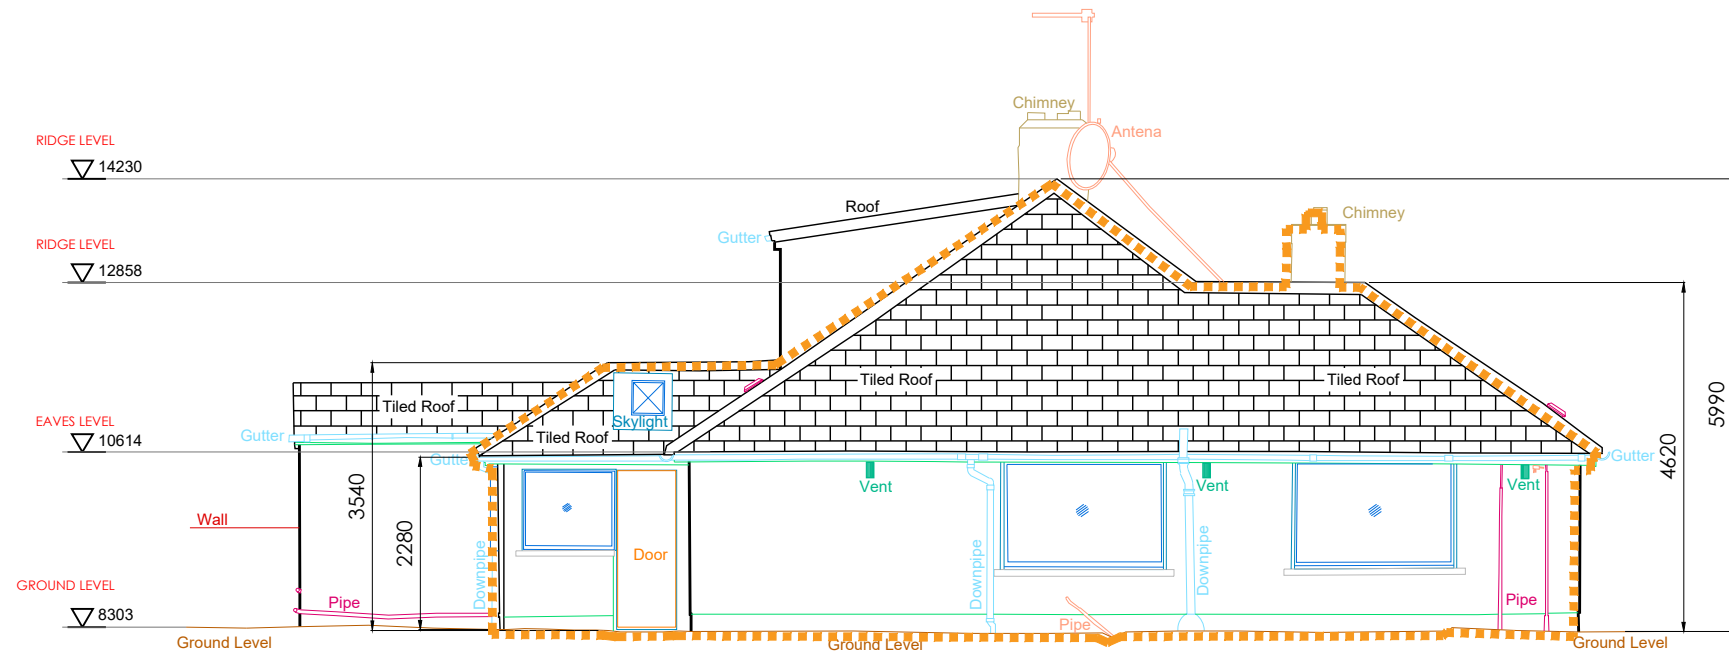 Chimney
Antena
RIDGE LEVEL
14230
Roof
Chimney
Gutter
RIDGE LEVEL
12858
Tiled Roof
Tiled Roof
Tiled Roof
5990
EAVES LEVEL
10614
Gutter
Skylight
Tiled Roof
Gutter
Gutter
4620
Vent
Vent
Vent
3540
2280
Wall
Door
Downpipe
Downpipe
Downpipe
GROUND LEVEL
8303
Pipe
Pipe
Pipe
Ground Level
Ground Level
Ground Level